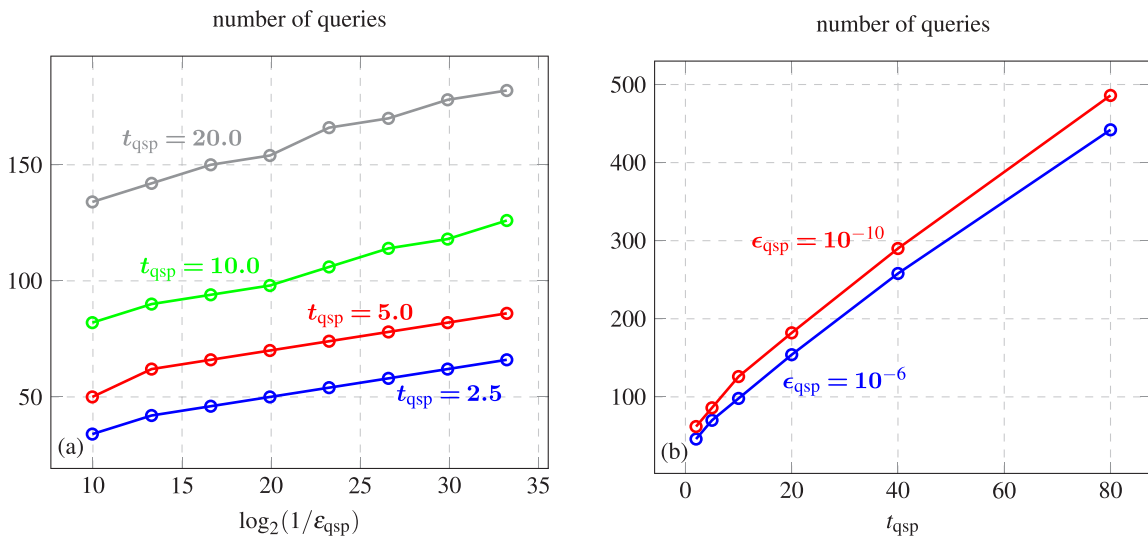 number of queries
150
100
50
t_qsp = 20.0
t_qsp = 10.0
t_qsp = 5.0
t_qsp = 2.5
(a)
10 15 20 25 30 35
log₂(1/ε_qsp)
number of queries
500
400
300
200
100
ϵ_qsp = 10⁻¹⁰
ϵ_qsp = 10⁻⁶
(b)
0 20 40 60 80
t_qsp